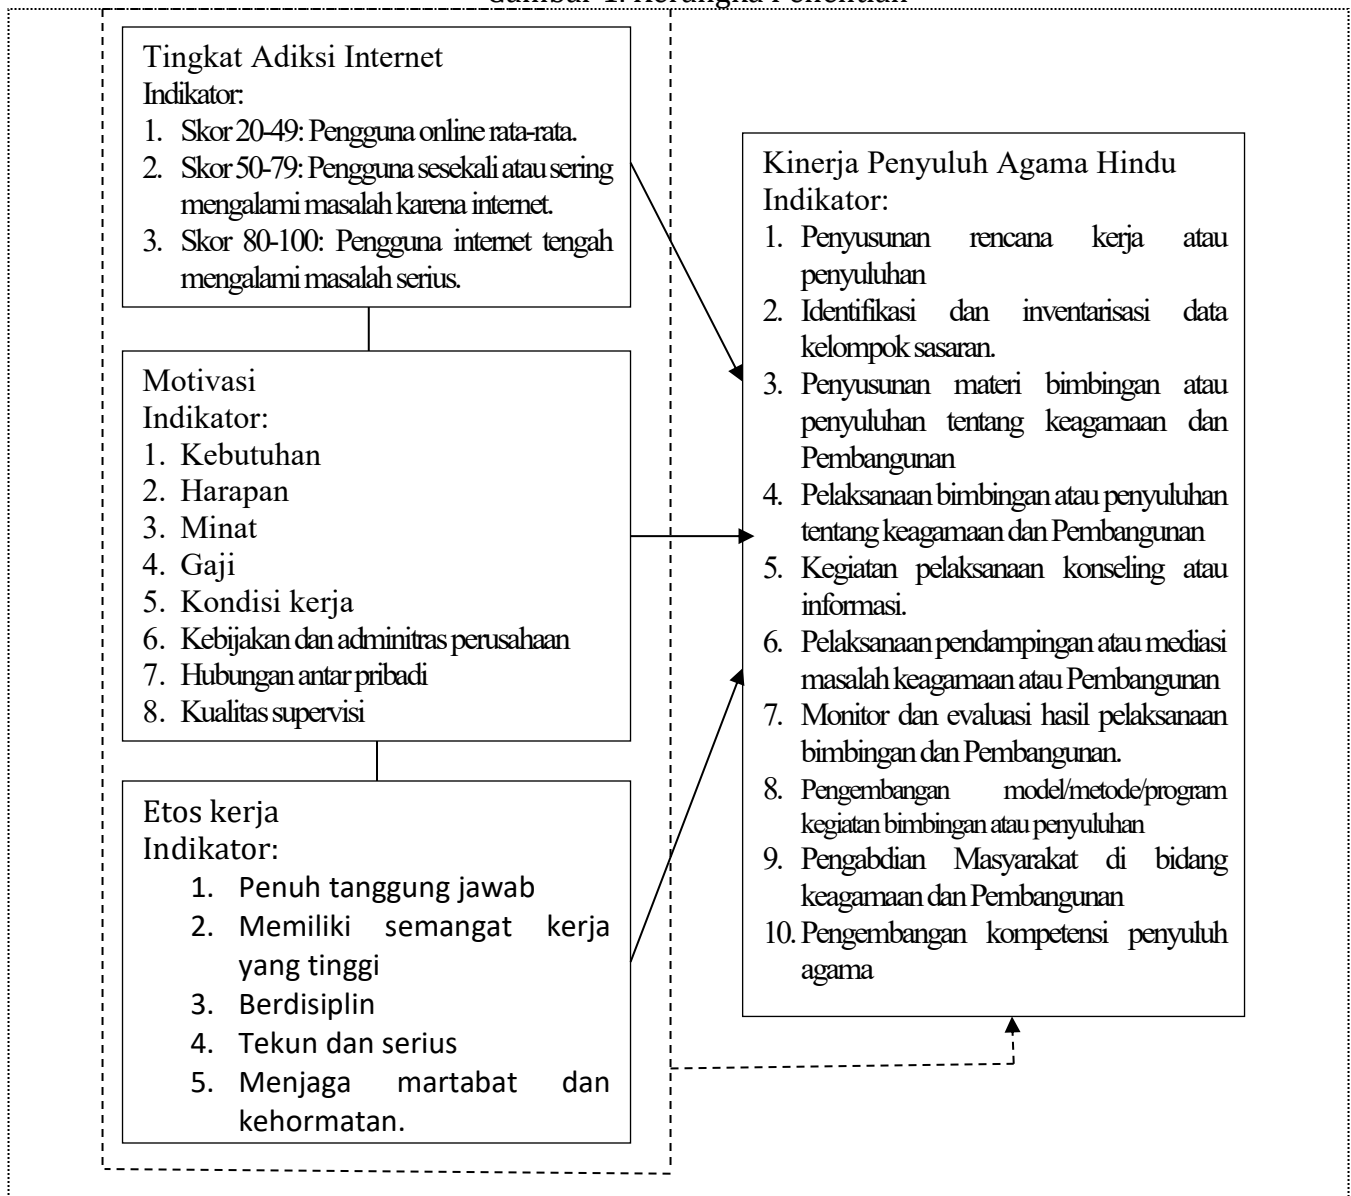 Gambar 1. Kerangka Penelitian
Tingkat Adiksi Internet
Indikator:
1. Skor 20-49: Pengguna online rata-rata.
2. Skor 50-79: Pengguna sesekali atau sering
mengalami masalah karena internet.
3. Skor 80-100: Pengguna internet tengah
mengalami masalah serius.
Motivasi
Indikator:
1. Kebutuhan
2. Harapan
3. Minat
4. Gaji
5. Kondisi kerja
6. Kebijakan dan adminitras perusahaan
7. Hubungan antar pribadi
8. Kualitas supervisi
Etos kerja
Indikator:
1. Penuh tanggung jawab
2. Memiliki semangat kerja
yang tinggi
3. Berdisiplin
4. Tekun dan serius
5. Menjaga martabat dan
kehormatan.
Kinerja Penyuluh Agama Hindu
Indikator:
1. Penyusunan rencana kerja atau
penyuluhan
2. Identifikasi dan inventarisasi data
kelompok sasaran.
3. Penyusunan materi bimbingan atau
penyuluhan tentang keagamaan dan
Pembangunan
4. Pelaksanaan bimbingan atau penyuluhan
tentang keagamaan dan Pembangunan
5. Kegiatan pelaksanaan konseling atau
informasi.
6. Pelaksanaan pendampingan atau mediasi
masalah keagamaan atau Pembangunan
7. Monitor dan evaluasi hasil pelaksanaan
bimbingan dan Pembangunan.
8. Pengembangan model/metode/program
kegiatan bimbingan atau penyuluhan
9. Pengabdian Masyarakat di bidang
keagamaan dan Pembangunan
10. Pengembangan kompetensi penyuluh
agama